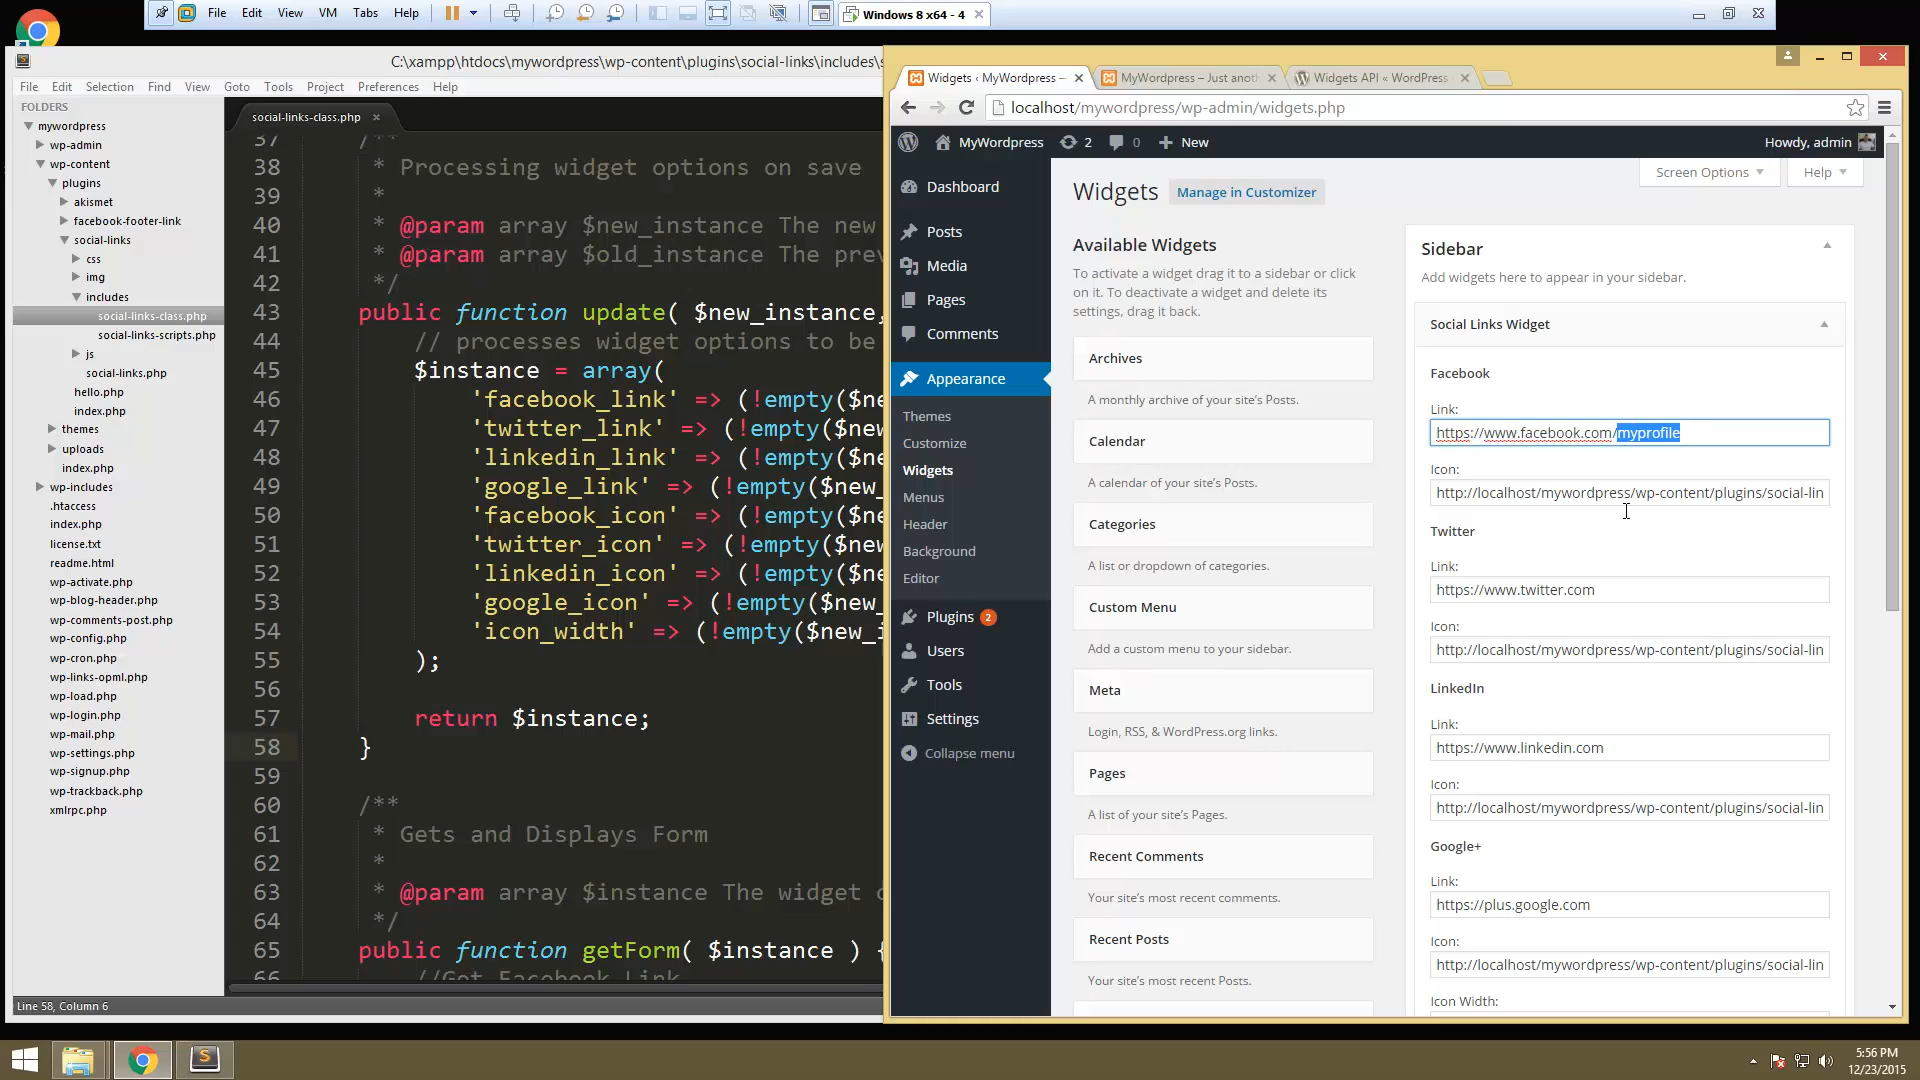 File Edit View VM Tabs Help
Windows 8 x64 - 4
C:\xampp\htdocs\mywordpress\wp-content\plugins\social-links\includes\s
File Edit Selection Find View Goto Tools Project Preferences Help
FOLDERS
mywordpress
wp-admin
wp-content
plugins
akismet
facebook-footer-link
social-links
css
img
includes
social-links-class.php
social-links-scripts.php
js
social-links.php
hello.php
index.php
themes
uploads
index.php
wp-includes
.htaccess
index.php
license.txt
readme.html
wp-activate.php
wp-blog-header.php
wp-comments-post.php
wp-config.php
wp-cron.php
wp-links-opml.php
wp-load.php
wp-login.php
wp-mail.php
wp-settings.php
wp-signup.php
wp-trackback.php
xmlrpc.php
social-links-class.php
37 /**
38 * Processing widget options on save
39 *
40 * @param array $new_instance The new
41 * @param array $old_instance The prev
42 */
43 public function update( $new_instance,
44 // processes widget options to be
45 $instance = array(
46 'facebook_link' => (!empty($ne
47 'twitter_link' => (!empty($new
48 'linkedin_link' => (!empty($ne
49 'google_link' => (!empty($new_
50 'facebook_icon' => (!empty($ne
51 'twitter_icon' => (!empty($new
52 'linkedin_icon' => (!empty($ne
53 'google_icon' => (!empty($new_
54 'icon_width' => (!empty($new_i
55 );
56
57 return $instance;
58 }
59
60 /**
61 * Gets and Displays Form
62 *
63 * @param array $instance The widget o
64 */
65 public function getForm( $instance ) {
66 //Get Facebook Link
Line 58, Column 6
Widgets ‹ MyWordpress —
MyWordpress – Just anoth
Widgets API « WordPress
localhost/mywordpress/wp-admin/widgets.php
MyWordpress 2 0 New
Howdy, admin
Dashboard
Posts
Media
Pages
Comments
Appearance
Themes
Customize
Widgets
Menus
Header
Background
Editor
Plugins 2
Users
Tools
Settings
Collapse menu
Screen Options Help
Widgets Manage in Customizer
Available Widgets
To activate a widget drag it to a sidebar or click
on it. To deactivate a widget and delete its
settings, drag it back.
Archives
A monthly archive of your site’s Posts.
Calendar
A calendar of your site’s Posts.
Categories
A list or dropdown of categories.
Custom Menu
Add a custom menu to your sidebar.
Meta
Login, RSS, & WordPress.org links.
Pages
A list of your site’s Pages.
Recent Comments
Your site’s most recent comments.
Recent Posts
Your site’s most recent Posts.
Sidebar
Add widgets here to appear in your sidebar.
Social Links Widget
Facebook
Link:
https://www.facebook.com/myprofile
Icon:
http://localhost/mywordpress/wp-content/plugins/social-lin
Twitter
Link:
https://www.twitter.com
Icon:
http://localhost/mywordpress/wp-content/plugins/social-lin
LinkedIn
Link:
https://www.linkedin.com
Icon:
http://localhost/mywordpress/wp-content/plugins/social-lin
Google+
Link:
https://plus.google.com
Icon:
http://localhost/mywordpress/wp-content/plugins/social-lin
Icon Width:
5:56 PM
12/23/2015